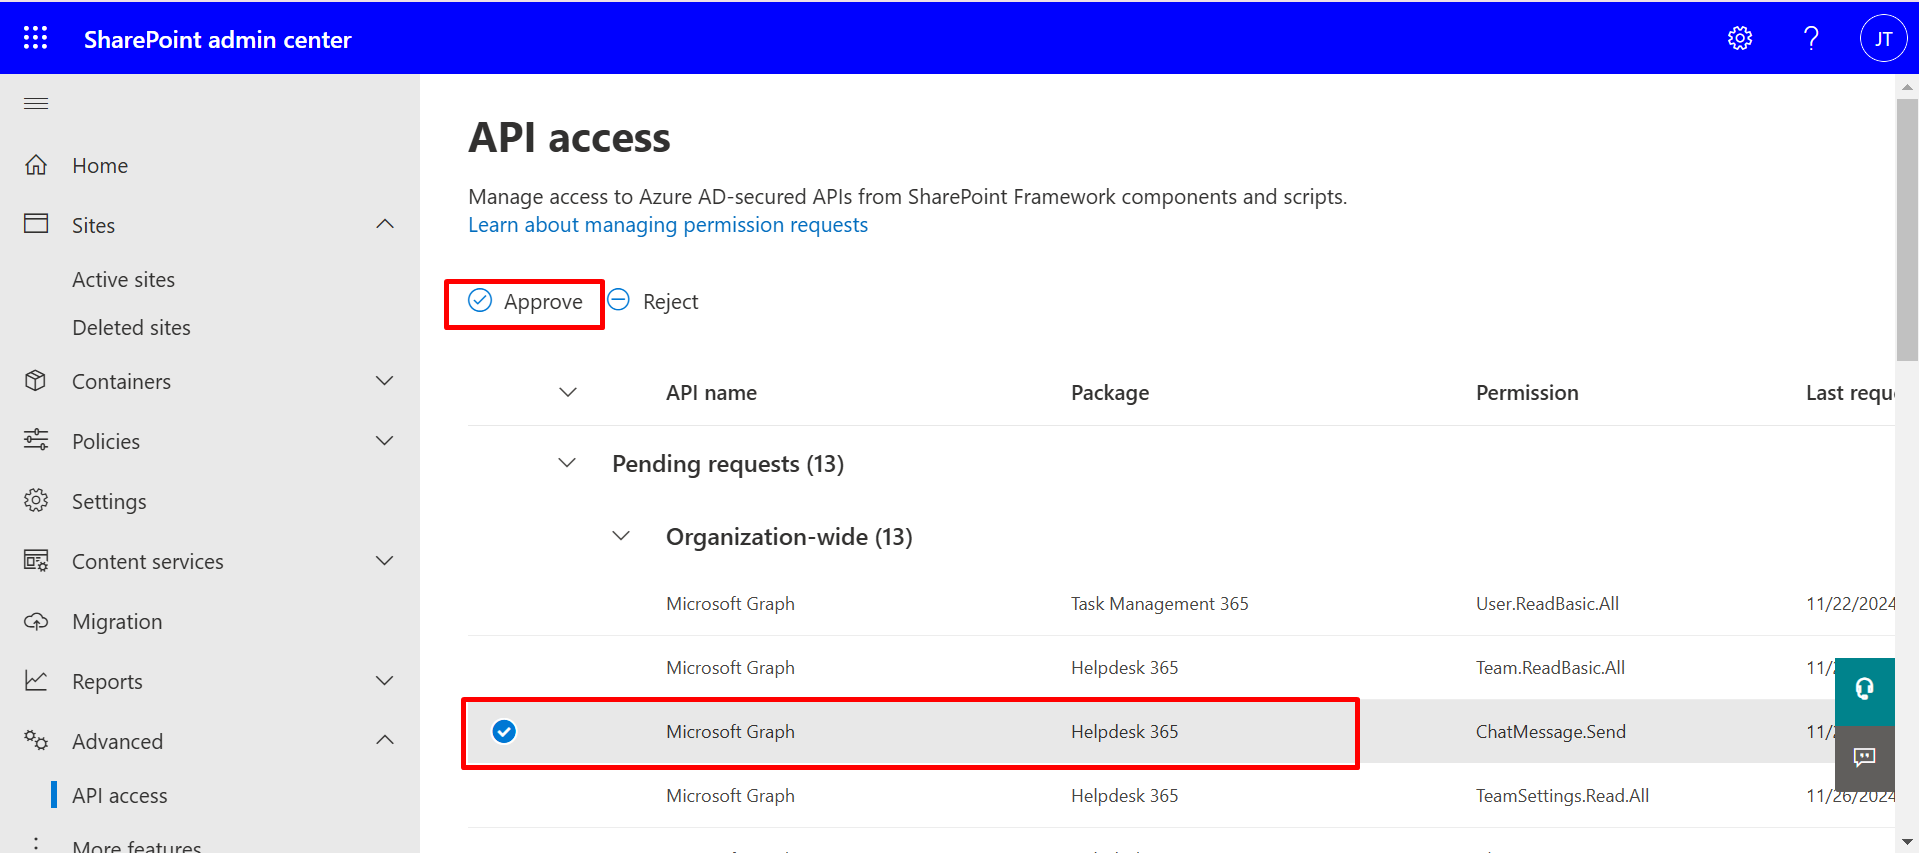 SharePoint admin center
JT
Home
Sites
Active sites
Deleted sites
Containers
Policies
Settings
Content services
Migration
Reports
Advanced
API access
More features
API access
Manage access to Azure AD-secured APIs from SharePoint Framework components and scripts.
Learn about managing permission requests
Approve Reject
API name Package Permission Last requ
Pending requests (13)
Organization-wide (13)
Microsoft Graph Task Management 365 User.ReadBasic.All 11/22/2024
Microsoft Graph Helpdesk 365 Team.ReadBasic.All 11/
Microsoft Graph Helpdesk 365 ChatMessage.Send 11/
Microsoft Graph Helpdesk 365 TeamSettings.Read.All 11/26/2024